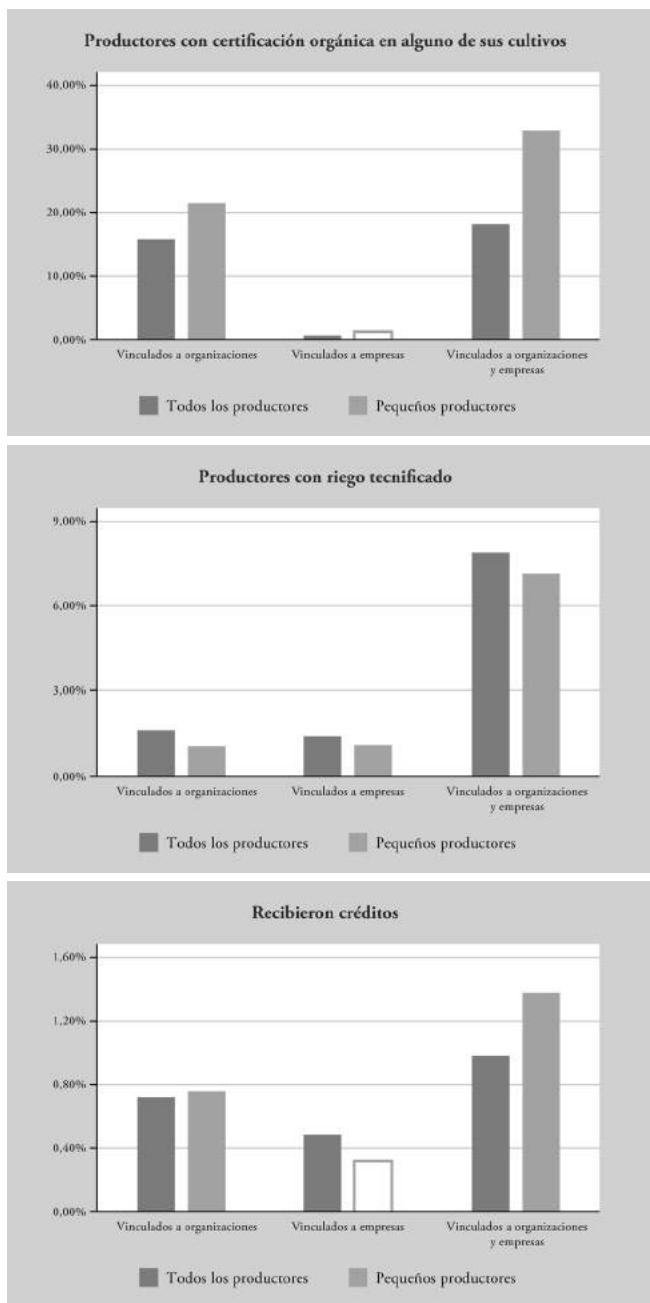 Productores con certificación orgánica en alguno de sus cultivos
40,00%
30,00%
20,00%
10,00%
0,00%
Vinculados a organizaciones
Vinculados a empresas
Vinculados a organizaciones
y empresas
Todos los productores
Pequeños productores
Productores con riego tecnificado
9,00%
6,00%
3,00%
0,00%
Vinculados a organizaciones
Vinculados a empresas
Vinculados a organizaciones
y empresas
Todos los productores
Pequeños productores
Recibieron créditos
1,60%
1,20%
0,80%
0,40%
0,00%
Vinculados a organizaciones
Vinculados a empresas
Vinculados a organizaciones
y empresas
Todos los productores
Pequeños productores